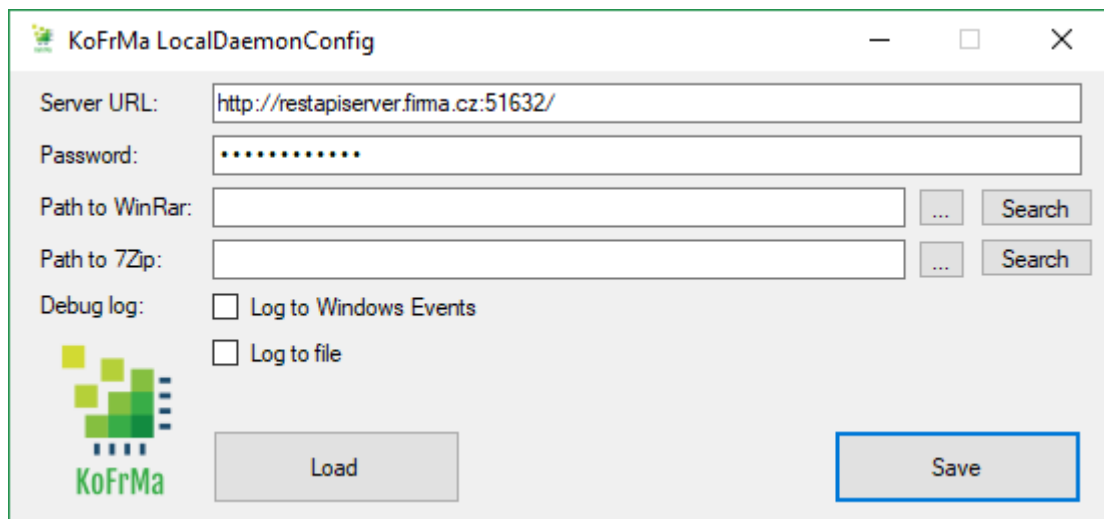 KoFrMa LocalDaemonConfig
Server URL: http://restapiserver.firma.cz:51632/
Password: ••••••••••••
Path to WinRar: ... Search
Path to 7Zip: ... Search
Debug log: Log to Windows Events
Log to file
KoFrMa
Load Save